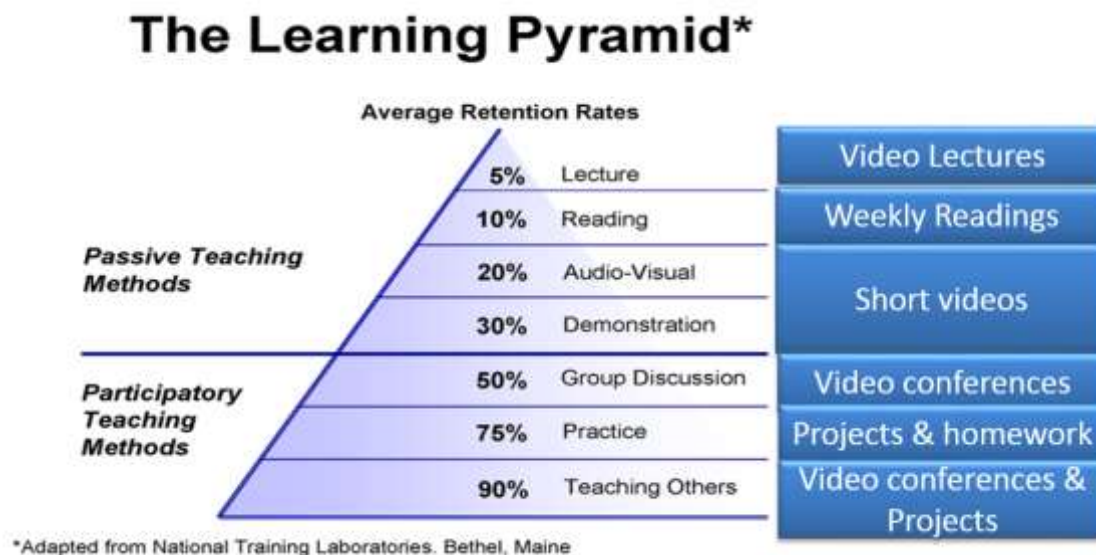 The Learning Pyramid*
Average Retention Rates
5% Lecture
Video Lectures
10% Reading
Weekly Readings
Passive Teaching
Methods
20% Audio-Visual
30% Demonstration
Short videos
Participatory
Teaching
Methods
50% Group Discussion
Video conferences
75% Practice
Projects & homework
90% Teaching Others
Video conferences &
Projects
*Adapted from National Training Laboratories. Bethel, Maine